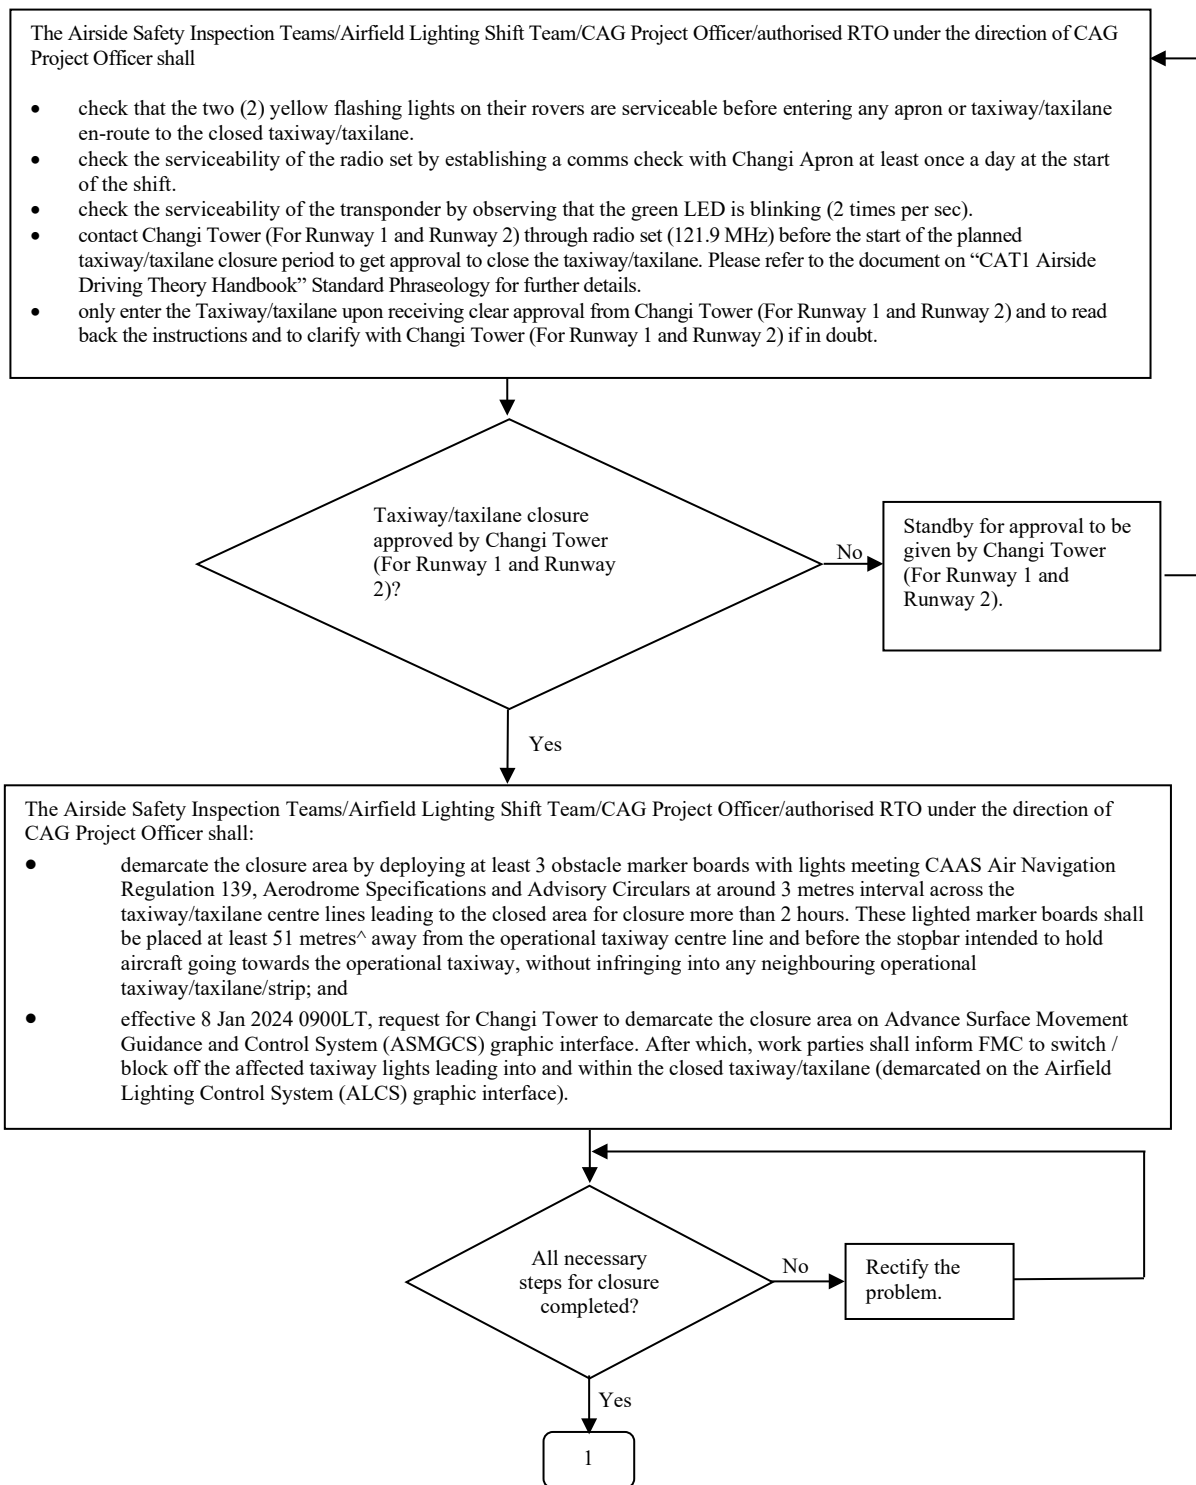 The Airside Safety Inspection Teams/Airfield Lighting Shift Team/CAG Project Officer/authorised RTO under the direction of CAG
Project Officer shall
• check that the two (2) yellow flashing lights on their rovers are serviceable before entering any apron or taxiway/taxilane
en-route to the closed taxiway/taxilane.
• check the serviceability of the radio set by establishing a comms check with Changi Apron at least once a day at the start
of the shift.
• check the serviceability of the transponder by observing that the green LED is blinking (2 times per sec).
• contact Changi Tower (For Runway 1 and Runway 2) through radio set (121.9 MHz) before the start of the planned
taxiway/taxilane closure period to get approval to close the taxiway/taxilane. Please refer to the document on “CAT1 Airside
Driving Theory Handbook” Standard Phraseology for further details.
• only enter the Taxiway/taxilane upon receiving clear approval from Changi Tower (For Runway 1 and Runway 2) and to read
back the instructions and to clarify with Changi Tower (For Runway 1 and Runway 2) if in doubt.
Taxiway/taxilane closure
approved by Changi Tower
(For Runway 1 and Runway
2)?
No
Standby for approval to be
given by Changi Tower
(For Runway 1 and
Runway 2).
Yes
The Airside Safety Inspection Teams/Airfield Lighting Shift Team/CAG Project Officer/authorised RTO under the direction of
CAG Project Officer shall:
• demarcate the closure area by deploying at least 3 obstacle marker boards with lights meeting CAAS Air Navigation
Regulation 139, Aerodrome Specifications and Advisory Circulars at around 3 metres interval across the
taxiway/taxilane centre lines leading to the closed area for closure more than 2 hours. These lighted marker boards shall
be placed at least 51 metres^ away from the operational taxiway centre line and before the stopbar intended to hold
aircraft going towards the operational taxiway, without infringing into any neighbouring operational
taxiway/taxilane/strip; and
• effective 8 Jan 2024 0900LT, request for Changi Tower to demarcate the closure area on Advance Surface Movement
Guidance and Control System (ASMGCS) graphic interface. After which, work parties shall inform FMC to switch /
block off the affected taxiway lights leading into and within the closed taxiway/taxilane (demarcated on the Airfield
Lighting Control System (ALCS) graphic interface).
All necessary
steps for closure
completed?
No
Rectify the
problem.
Yes
1